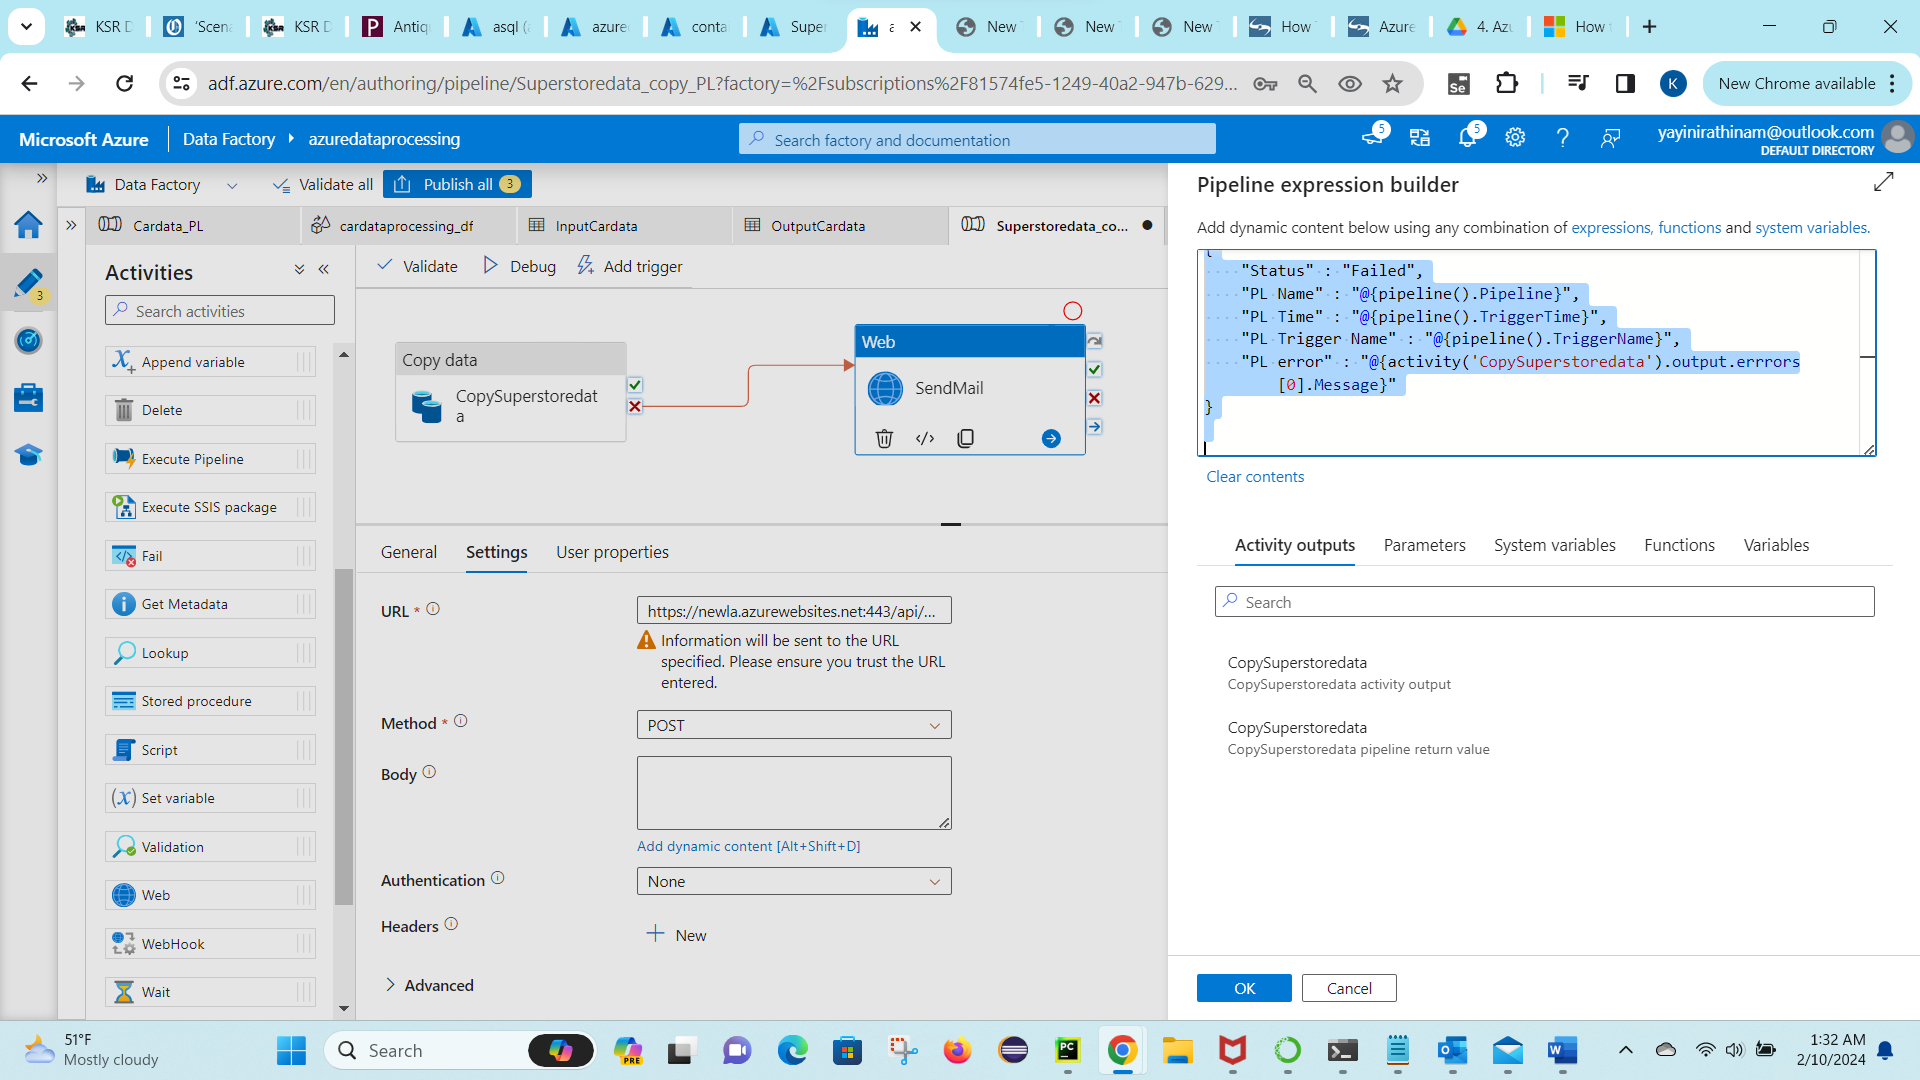 KSR D
'Scena
KSR D
Antiqu
asql (
azure
conta
Super
a
New
New
New
How
Azure
4. Az
How t
adf.azure.com/en/authoring/pipeline/Superstoredata_copy_PL?factory=%2Fsubscriptions%2F81574fe5-1249-40a2-947b-629...
Se
K
New Chrome available
Microsoft Azure
Data Factory
azuredataprocessing
Search factory and documentation
5
5
yayinirathinam@outlook.com
DEFAULT DIRECTORY
Data Factory
Validate all
Publish all
3
Cardata_PL
cardataprocessing_df
InputCardata
OutputCardata
Superstoredata_co...
3
Activities
Search activities
Append variable
Delete
Execute Pipeline
Execute SSIS package
Fail
Get Metadata
Lookup
Stored procedure
Script
Set variable
Validation
Web
WebHook
Wait
Validate
Debug
Add trigger
Copy data
CopySuperstoredat
a
Web
SendMail
General
Settings
User properties
URL *
https://newla.azurewebsites.net:443/api/...
Information will be sent to the URL
specified. Please ensure you trust the URL
entered.
Method *
POST
Body
Add dynamic content [Alt+Shift+D]
Authentication
None
Headers
New
Advanced
Pipeline expression builder
Add dynamic content below using any combination of expressions, functions and system variables.
{
"Status" : "Failed",
"PL Name" : "@{pipeline().Pipeline}",
"PL Time" : "@{pipeline().TriggerTime}",
"PL Trigger Name" : "@{pipeline().TriggerName}",
"PL error" : "@{activity('CopySuperstoredata').output.errrors
[0].Message}"
}
Clear contents
Activity outputs
Parameters
System variables
Functions
Variables
Search
CopySuperstoredata
CopySuperstoredata activity output
CopySuperstoredata
CopySuperstoredata pipeline return value
OK
Cancel
51°F
Mostly cloudy
Search
PRE
PC
1:32 AM
2/10/2024